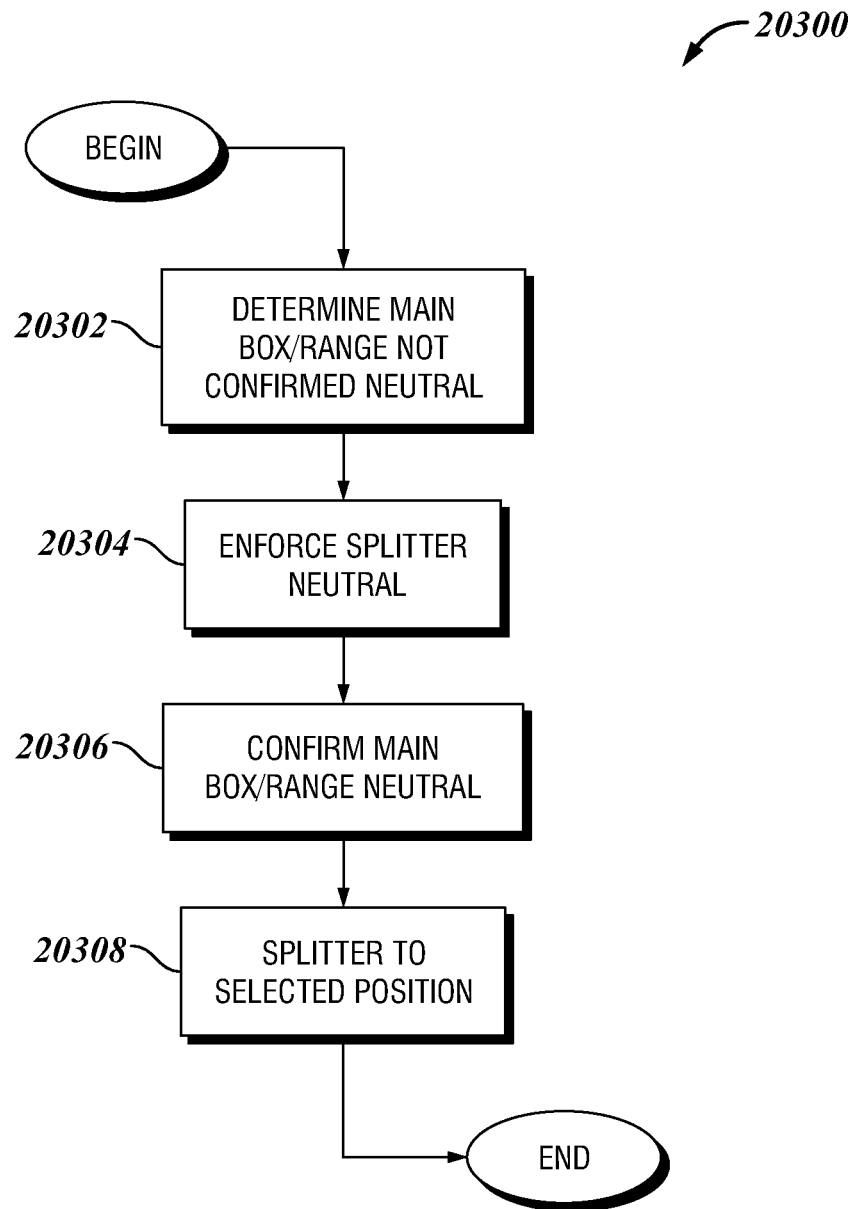 20300
BEGIN
20302
DETERMINE MAIN
BOX/RANGE NOT
CONFIRMED NEUTRAL
20304
ENFORCE SPLITTER
NEUTRAL
20306
CONFIRM MAIN
BOX/RANGE NEUTRAL
20308
SPLITTER TO
SELECTED POSITION
END